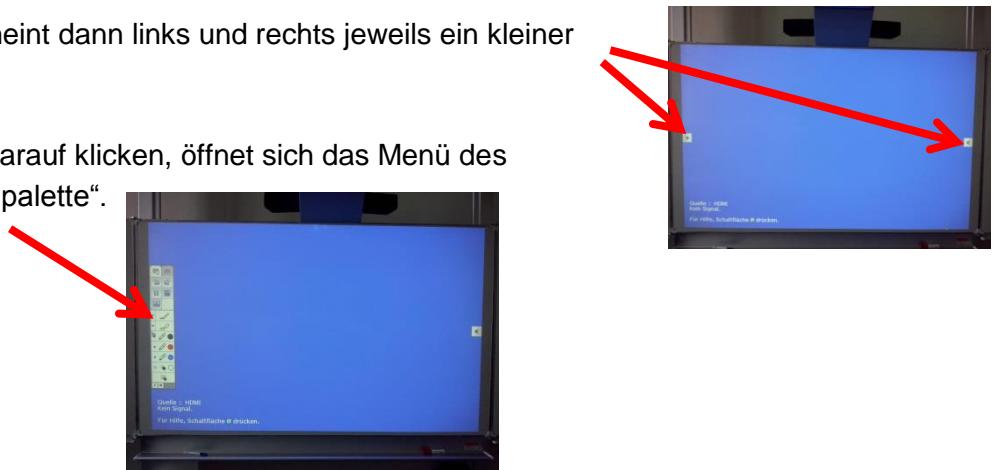 eint dann links und rechts jeweils ein kleiner
arauf klicken, öffnet sich das Menü des
palette“.
Quelle : HDMI
Kein Signal.
Für Hilfe, Schaltfläche @ drücken.
Quelle : HDMI
Kein Signal.
Für Hilfe, Schaltfläche @ drücken.